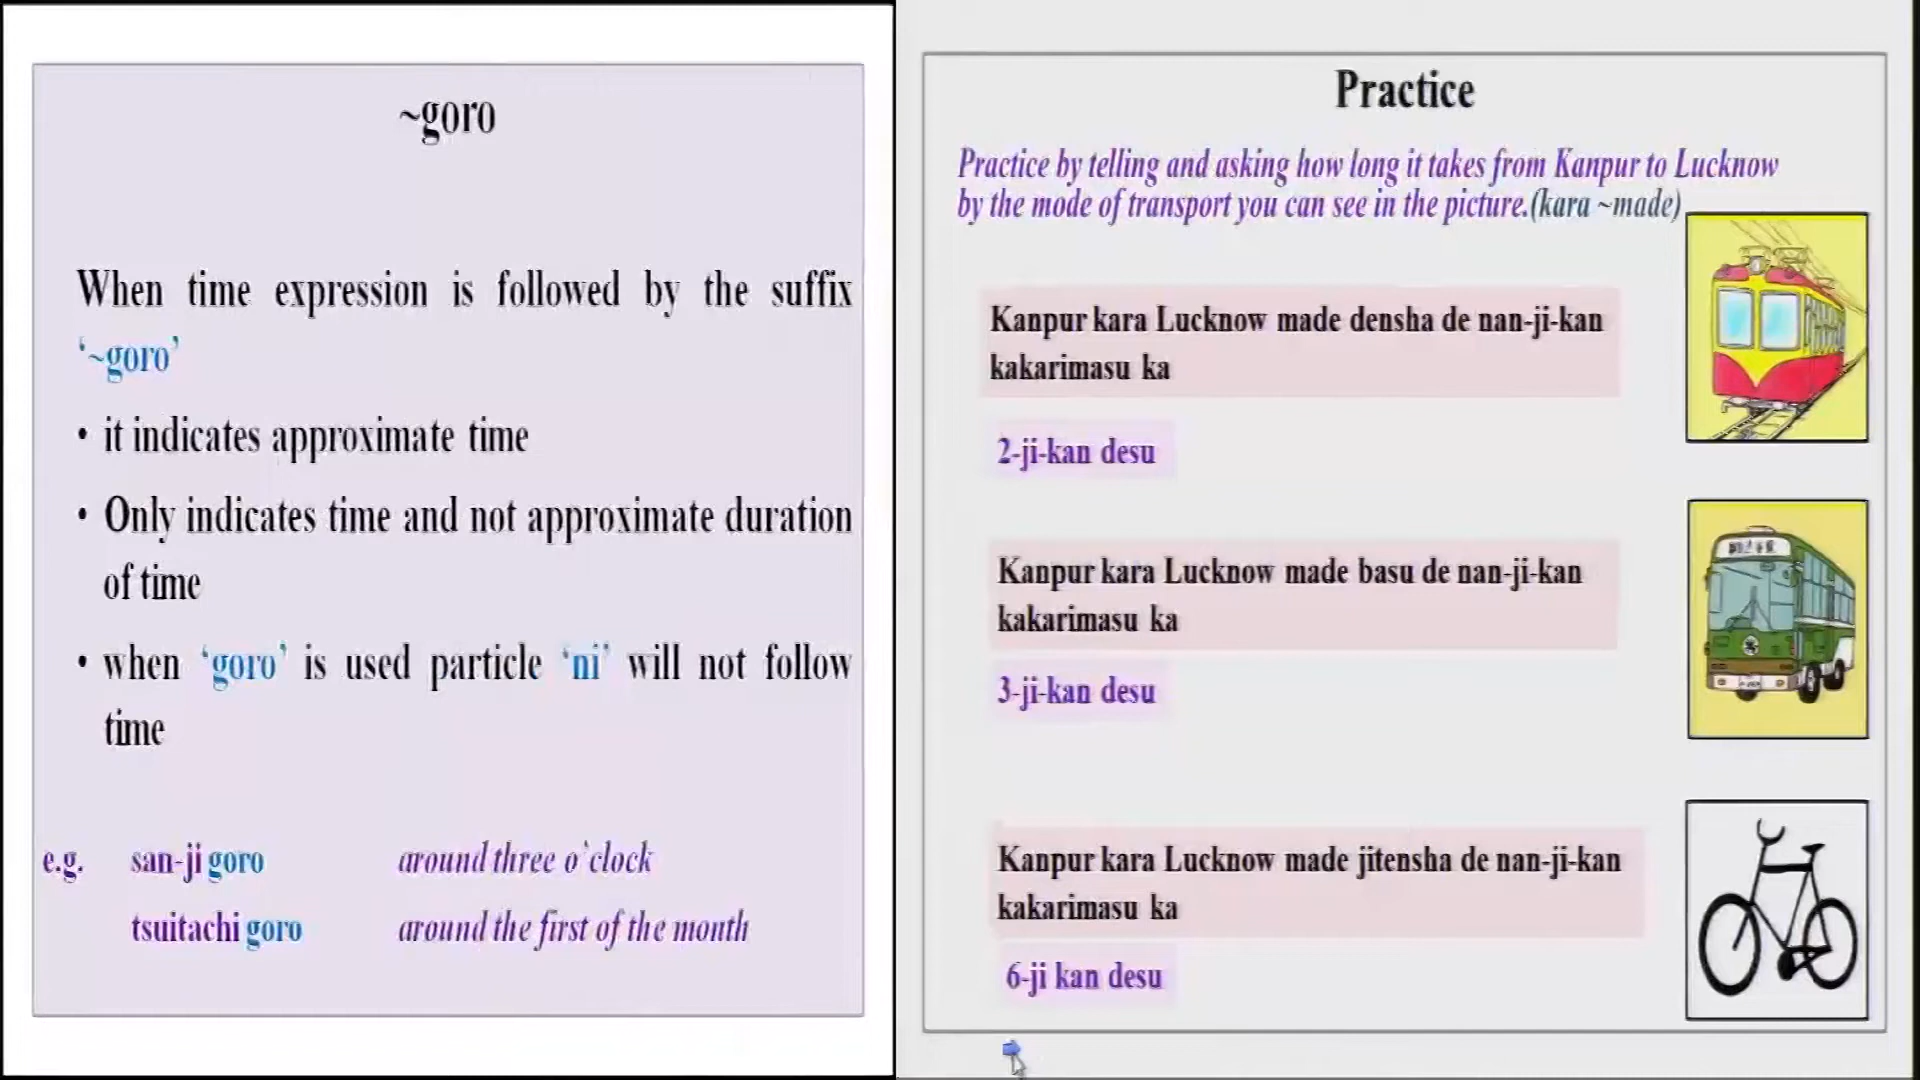 ~goro
When time expression is followed by the suffix
‘~goro’
• it indicates approximate time
• Only indicates time and not approximate duration
of time
• when ‘goro’ is used particle ‘ni’ will not follow
time
e.g. san-ji goro around three o`clock
tsuitachi goro around the first of the month
Practice
Practice by telling and asking how long it takes from Kanpur to Lucknow
by the mode of transport you can see in the picture.(kara ~made)
Kanpur kara Lucknow made densha de nan-ji-kan
kakarimasu ka
2-ji-kan desu
Kanpur kara Lucknow made basu de nan-ji-kan
kakarimasu ka
3-ji-kan desu
Kanpur kara Lucknow made jitensha de nan-ji-kan
kakarimasu ka
6-ji kan desu